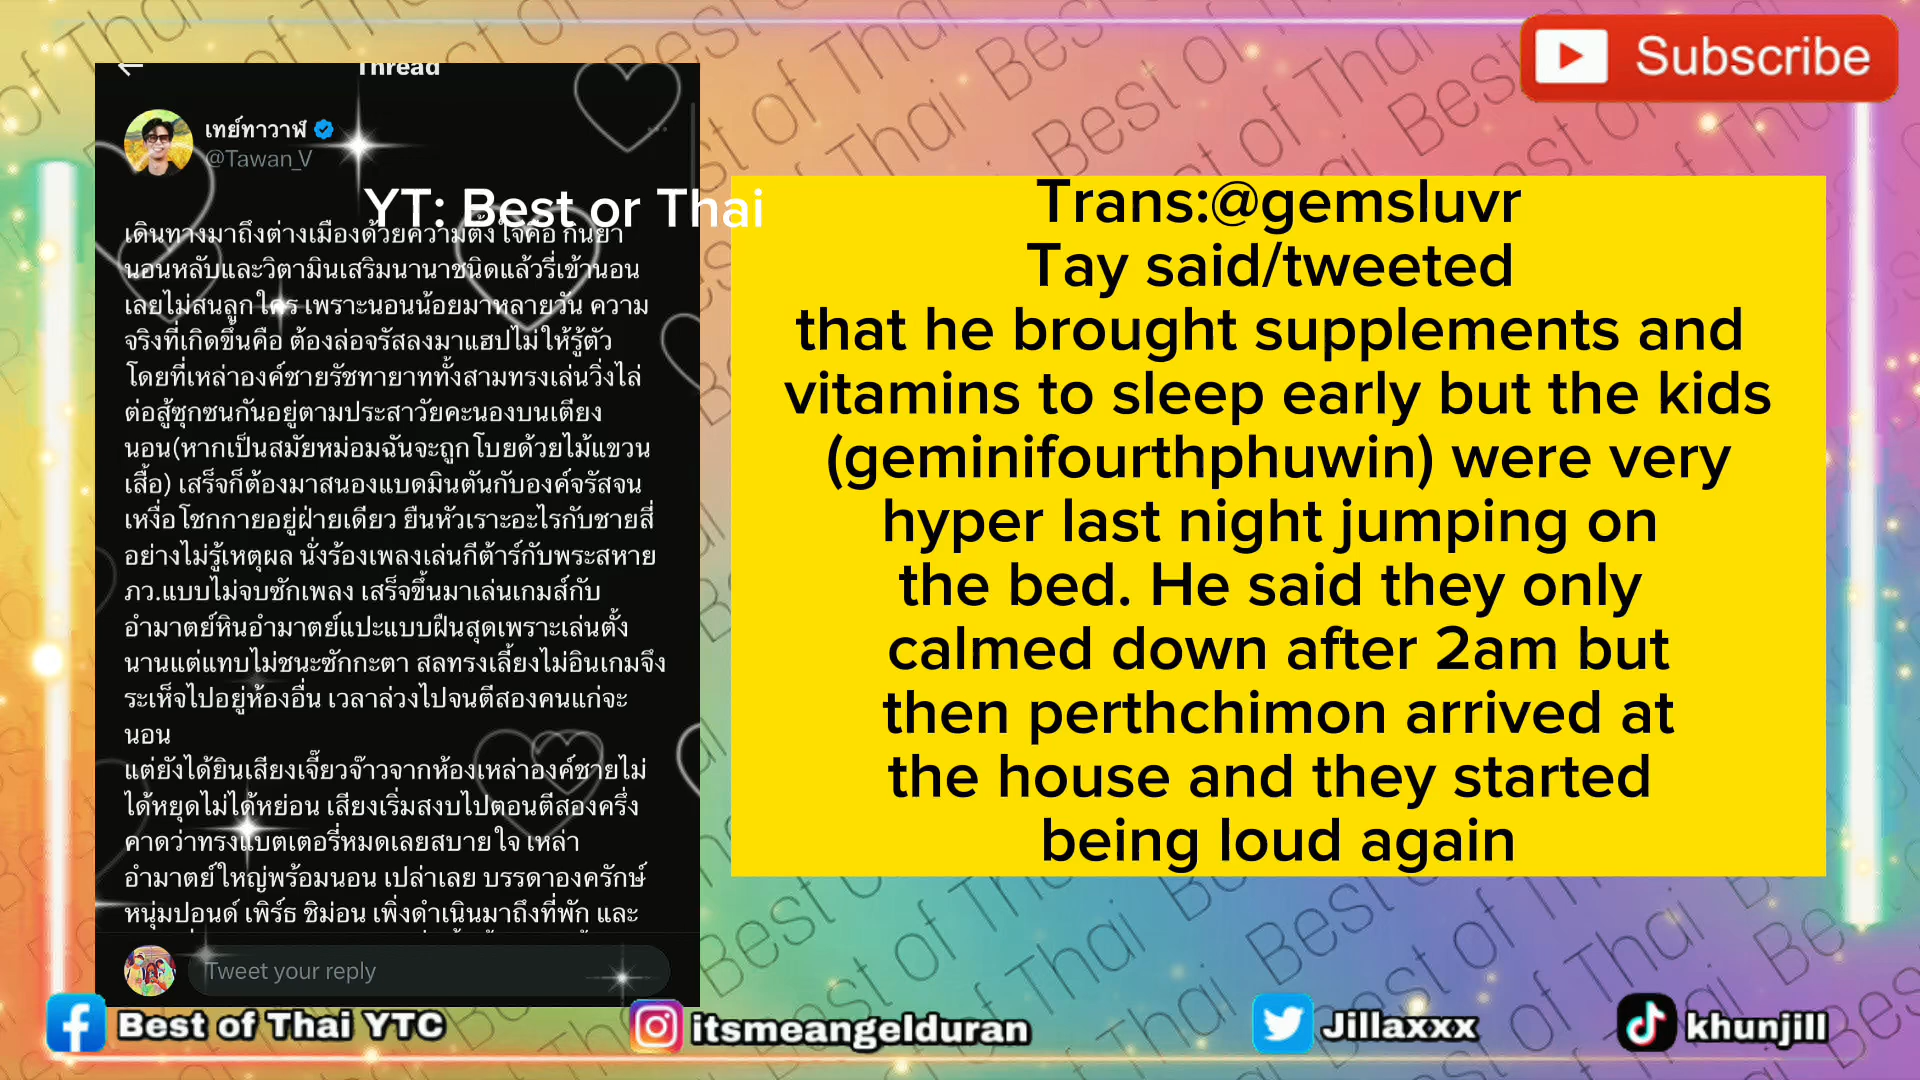 Subscribe
Thread
เทย์ทาวาฬ
@Tawan_V
YT: Best or Thai
เดินทางมาถึงต่างเมืองด้วยความตั้งใจคือ กินยา
นอนหลับและวิตามินเสริมนานาชนิดแล้วรี่เข้านอน
เลยไม่สนลูกใคร เพราะนอนน้อยมาหลายวัน ความ
จริงที่เกิดขึ้นคือ ต้องล่อจรัสลงมาแฮปไม่ให้รู้ตัว
โดยที่เหล่าองค์ชายรัชทายาททั้งสามทรงเล่นวิ่งไล่
ต่อสู้ซุกซนกันอยู่ตามประสาวัยคะนองบนเตียง
นอน(หากเป็นสมัยหม่อมฉันจะถูกโบยด้วยไม้แขวน
เสื้อ) เสร็จก็ต้องมาสนองแบดมินตันกับองค์จรัสจน
เหงื่อโชกกายอยู่ฝ่ายเดียว ยืนหัวเราะอะไรกับชายสี่
อย่างไม่รู้เหตุผล นั่งร้องเพลงเล่นกีต้าร์กับพระสหาย
ภว.แบบไม่จบซักเพลง เสร็จขึ้นมาเล่นเกมส์กับ
อำมาตย์หินอำมาตย์แปะแบบฝืนสุดเพราะเล่นตั้ง
นานแต่แทบไม่ชนะซักกะตา สลทรงเลี้ยงไม่อินเกมจึง
ระเห็จไปอยู่ห้องอื่น เวลาล่วงไปจนตีสองคนแก่จะ
นอน
แต่ยังได้ยินเสียงเจี๊ยวจ๊าวจากห้องเหล่าองค์ชายไม่
ได้หยุดไม่ได้หย่อน เสียงเริ่มสงบไปตอนตีสองครึ่ง
คาดว่าทรงแบตเตอรี่หมดเลยสบายใจ เหล่า
อำมาตย์ใหญ่พร้อมนอน เปล่าเลย บรรดาองครักษ์
หนุ่มปอนด์ เพิร์ธ ชิม่อน เพิ่งดำเนินมาถึงที่พัก และ
Tweet your reply
Trans:@gemsluvr
Tay said/tweeted
that he brought supplements and
vitamins to sleep early but the kids
(geminifourthphuwin) were very
hyper last night jumping on
the bed. He said they only
calmed down after 2am but
then perthchimon arrived at
the house and they started
being loud again
Best of Thai YTC
itsmeangelduran
Jillaxxx
khunjill